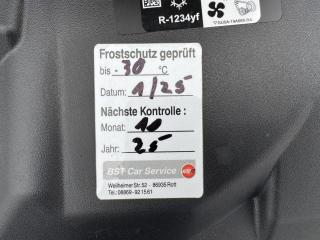 R-1234yf
Frostschutz geprüft
bis -30 °C
Datum: 1/25
Nächste Kontrolle:
Monat: 10
Jahr: 25
BST Car Service
Weilheimer Str. 52 - 86935 Rott
Tel.: 08869-92 15 61